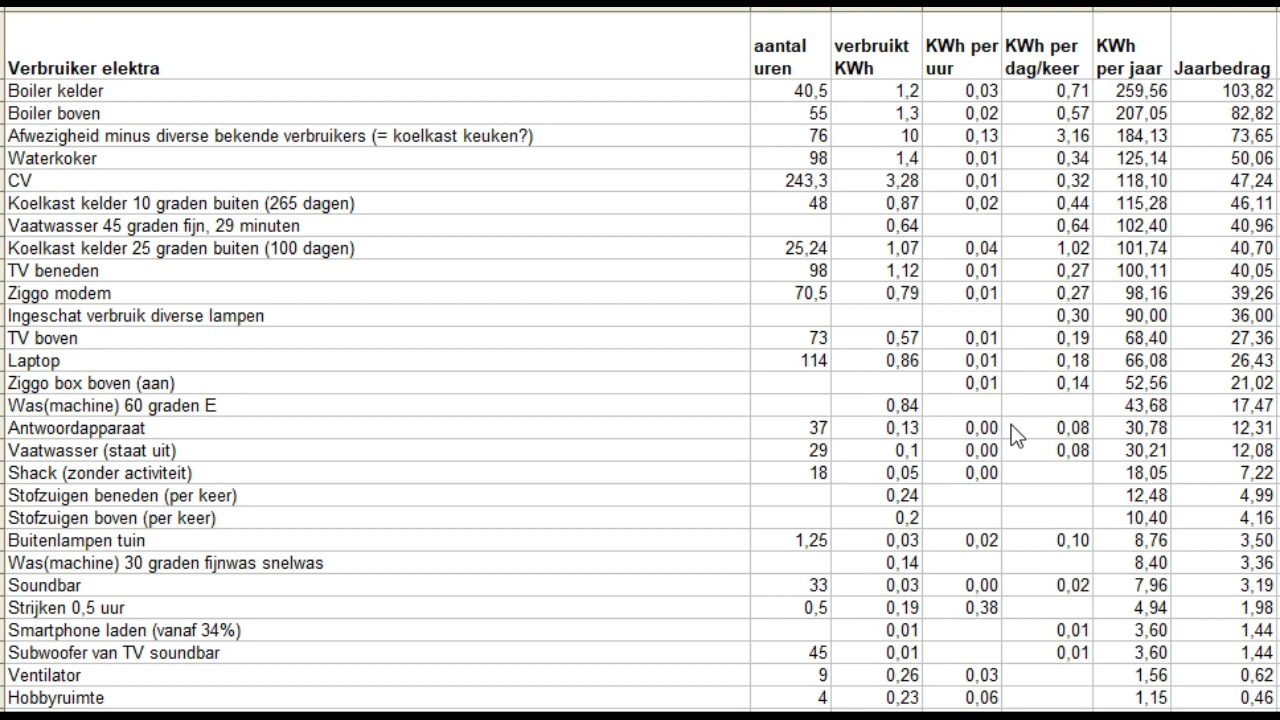 aantal verbruikt KWh per KWh per KWh
Verbruiker elektra uren KWh uur dag/keer per jaar Jaarbedrag
Boiler kelder 40,5 1,2 0,03 0,71 259,56 103,82
Boiler boven 55 1,3 0,02 0,57 207,05 82,82
Afwezigheid minus diverse bekende verbruikers (= koelkast keuken?) 76 10 0,13 3,16 184,13 73,65
Waterkoker 98 1,4 0,01 0,34 125,14 50,06
CV 243,3 3,28 0,01 0,32 118,10 47,24
Koelkast kelder 10 graden buiten (265 dagen) 48 0,87 0,02 0,44 115,28 46,11
Vaatwasser 45 graden fijn, 29 minuten 0,64 0,64 102,40 40,96
Koelkast kelder 25 graden buiten (100 dagen) 25,24 1,07 0,04 1,02 101,74 40,70
TV beneden 98 1,12 0,01 0,27 100,11 40,05
Ziggo modem 70,5 0,79 0,01 0,27 98,16 39,26
Ingeschat verbruik diverse lampen 0,30 90,00 36,00
TV boven 73 0,57 0,01 0,19 68,40 27,36
Laptop 114 0,86 0,01 0,18 66,08 26,43
Ziggo box boven (aan) 0,01 0,14 52,56 21,02
Was(machine) 60 graden E 0,84 43,68 17,47
Antwoordapparaat 37 0,13 0,00 0,08 30,78 12,31
Vaatwasser (staat uit) 29 0,1 0,00 0,08 30,21 12,08
Shack (zonder activiteit) 18 0,05 0,00 18,05 7,22
Stofzuigen beneden (per keer) 0,24 12,48 4,99
Stofzuigen boven (per keer) 0,2 10,40 4,16
Buitenlampen tuin 1,25 0,03 0,02 0,10 8,76 3,50
Was(machine) 30 graden fijnwas snelwas 0,14 8,40 3,36
Soundbar 33 0,03 0,00 0,02 7,96 3,19
Strijken 0,5 uur 0,5 0,19 0,38 4,94 1,98
Smartphone laden (vanaf 34%) 0,01 0,01 3,60 1,44
Subwoofer van TV soundbar 45 0,01 0,01 3,60 1,44
Ventilator 9 0,26 0,03 1,56 0,62
Hobbyruimte 4 0,23 0,06 1,15 0,46